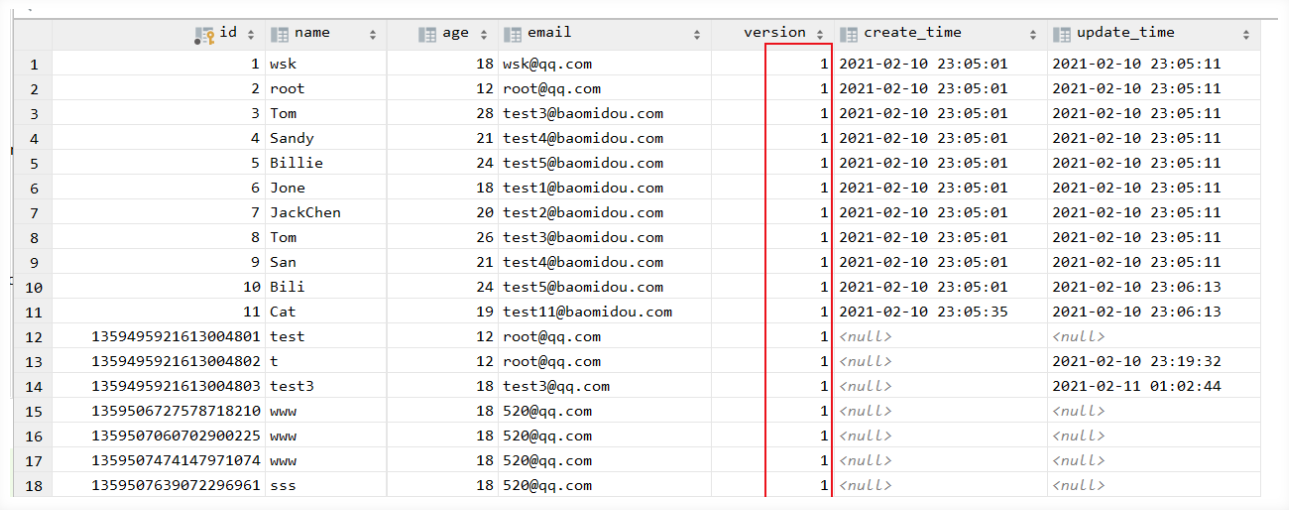 id name age email version create_time update_time
1 1 wsk 18 wsk@qq.com 1 2021-02-10 23:05:01 2021-02-10 23:05:11
2 2 root 12 root@qq.com 1 2021-02-10 23:05:01 2021-02-10 23:05:11
3 3 Tom 28 test3@baomidou.com 1 2021-02-10 23:05:01 2021-02-10 23:05:11
4 4 Sandy 21 test4@baomidou.com 1 2021-02-10 23:05:01 2021-02-10 23:05:11
5 5 Billie 24 test5@baomidou.com 1 2021-02-10 23:05:01 2021-02-10 23:05:11
6 6 Jone 18 test1@baomidou.com 1 2021-02-10 23:05:01 2021-02-10 23:05:11
7 7 JackChen 20 test2@baomidou.com 1 2021-02-10 23:05:01 2021-02-10 23:05:11
8 8 Tom 26 test3@baomidou.com 1 2021-02-10 23:05:01 2021-02-10 23:05:11
9 9 San 21 test4@baomidou.com 1 2021-02-10 23:05:01 2021-02-10 23:05:11
10 10 Bili 24 test5@baomidou.com 1 2021-02-10 23:05:01 2021-02-10 23:06:13
11 11 Cat 19 test11@baomidou.com 1 2021-02-10 23:05:35 2021-02-10 23:06:13
12 1359495921613004801 test 12 root@qq.com 1 <null> <null>
13 1359495921613004802 t 12 root@qq.com 1 <null> 2021-02-10 23:19:32
14 1359495921613004803 test3 18 test3@qq.com 1 <null> 2021-02-11 01:02:44
15 1359506727578718210 www 18 520@qq.com 1 <null> <null>
16 1359507060702900225 www 18 520@qq.com 1 <null> <null>
17 1359507474147971074 www 18 520@qq.com 1 <null> <null>
18 1359507639072296961 sss 18 520@qq.com 1 <null> <null>